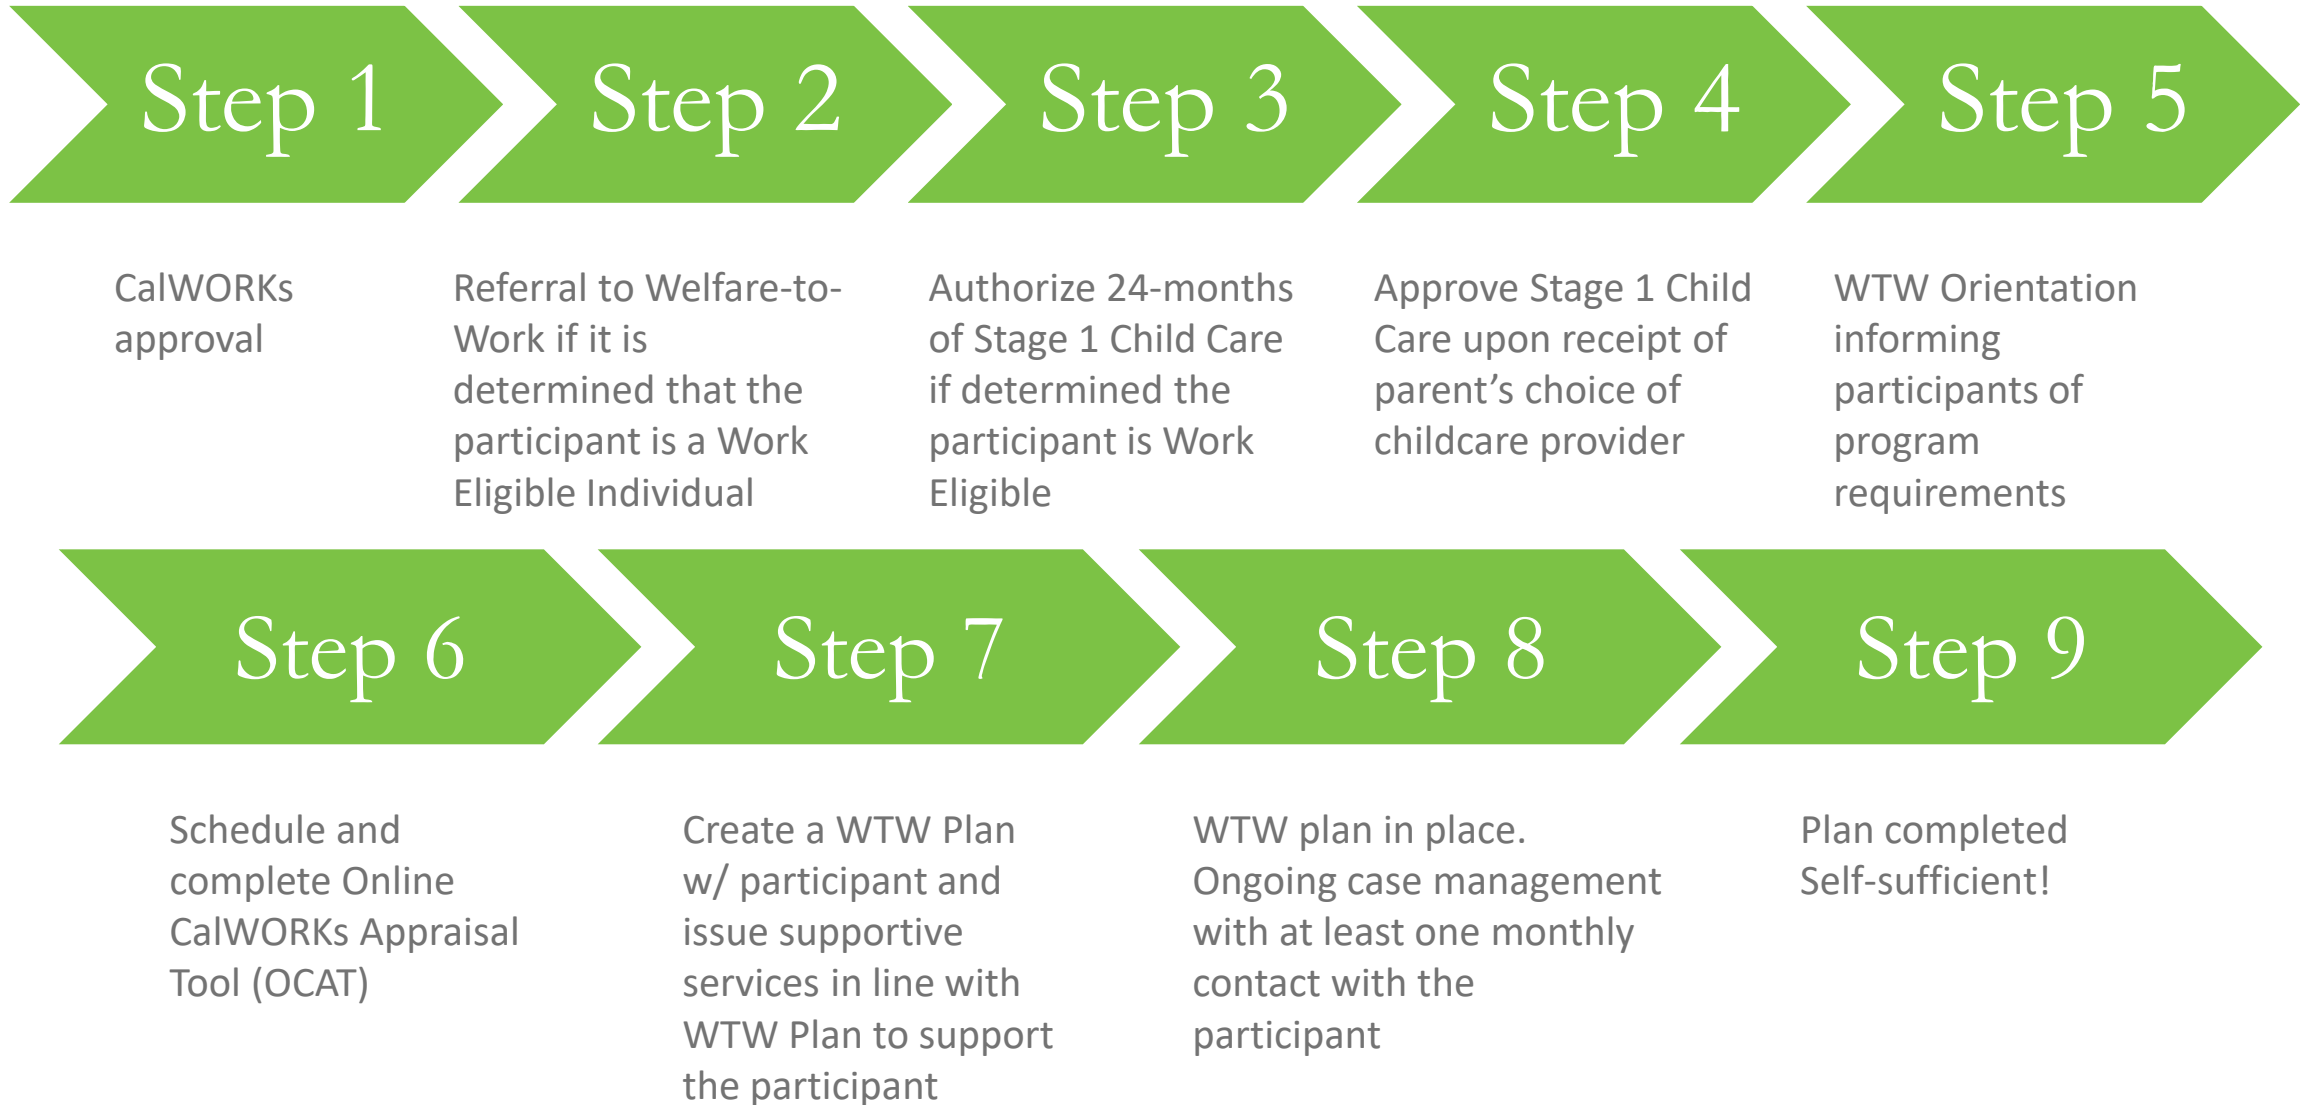 Step 1
Step 2
Step 3
Step 4
Step 5
CalWORKs
approval
Referral to Welfare-to-
Work if it is
determined that the
participant is a Work
Eligible Individual
Authorize 24-months
of Stage 1 Child Care
if determined the
participant is Work
Eligible
Approve Stage 1 Child
Care upon receipt of
parent’s choice of
childcare provider
WTW Orientation
informing
participants of
program
requirements
Step 6
Step 7
Step 8
Step 9
Schedule and
complete Online
CalWORKs Appraisal
Tool (OCAT)
Create a WTW Plan
w/ participant and
issue supportive
services in line with
WTW Plan to support
the participant
WTW plan in place.
Ongoing case management
with at least one monthly
contact with the
participant
Plan completed
Self-sufficient!